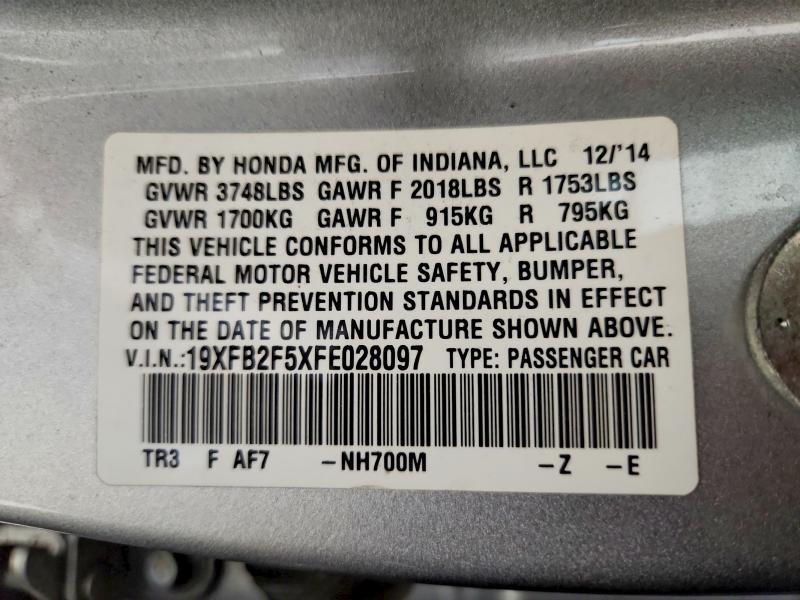 MFD. BY HONDA MFG. OF INDIANA, LLC 12/'14
GVWR 3748LBS GAWR F 2018LBS R 1753LBS
GVWR 1700KG GAWR F 915KG R 795KG
THIS VEHICLE CONFORMS TO ALL APPLICABLE
FEDERAL MOTOR VEHICLE SAFETY, BUMPER,
AND THEFT PREVENTION STANDARDS IN EFFECT
ON THE DATE OF MANUFACTURE SHOWN ABOVE.
V.I.N.:19XFB2F5XFE028097 TYPE: PASSENGER CAR
TR3 F AF7 -NH700M -Z -E